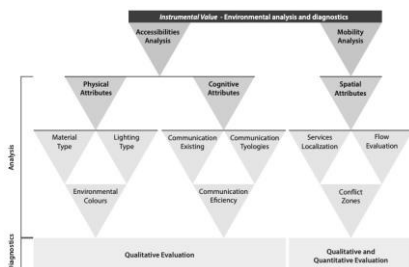 Instrumental Value - Environmental analysis and diagnostics
Accessibilities
Analysis
Mobility
Analysis
Physical
Attributes
Cognitive
Attributes
Spatial
Attributes
Analysis
Material
Type
Lighting
Type
Communication
Existing
Communication
Tyologies
Services
Localization
Flow
Evaluation
Environmental
Colours
Communication
Eficiency
Conflict
Zones
Diagnostics
Qualitative Evaluation
Qualitative and
Quantitative Evaluation